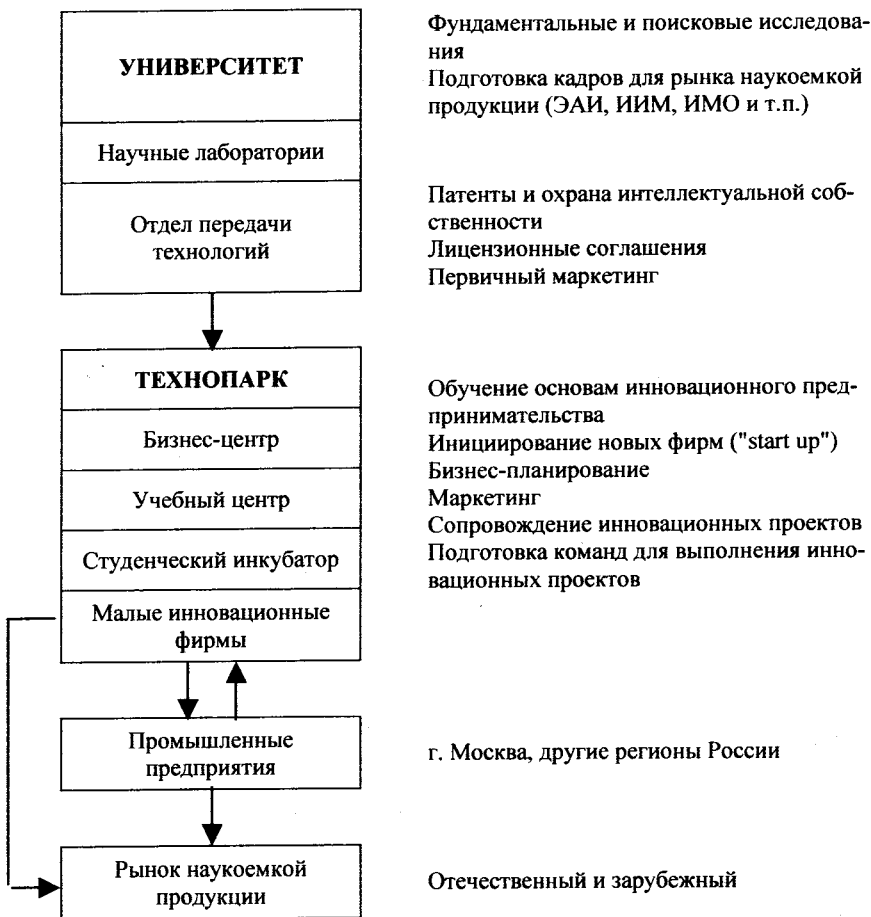 УНИВЕРСИТЕТ
Фундаментальные и поисковые исследова-
ния
Подготовка кадров для рынка наукоемкой
продукции (ЭАИ, ИИМ, ИМО и т.п.)
Научные лаборатории
Отдел передачи
технологий
Патенты и охрана интеллектуальной соб-
ственности
Лицензионные соглашения
Первичный маркетинг
ТЕХНОПАРК
Бизнес-центр
Учебный центр
Студенческий инкубатор
Малые инновационные
фирмы
Обучение основам инновационного пред-
принимательства
Инициирование новых фирм ("start up")
Бизнес-планирование
Маркетинг
Сопровождение инновационных проектов
Подготовка команд для выполнения инно-
вационных проектов
Промышленные
предприятия
г. Москва, другие регионы России
Рынок наукоемкой
продукции
Отечественный и зарубежный